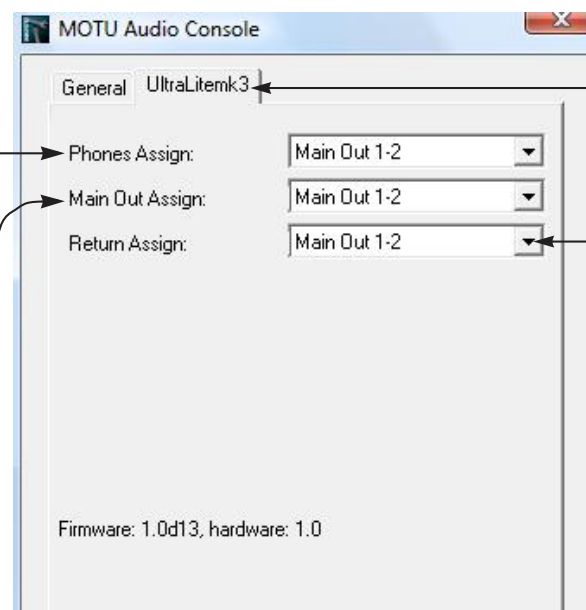 MOTU Audio Console
General UltraLitemk3
Phones Assign: Main Out 1-2
Main Out Assign: Main Out 1-2
Return Assign: Main Out 1-2
Firmware: 1.0d13, hardware: 1.0